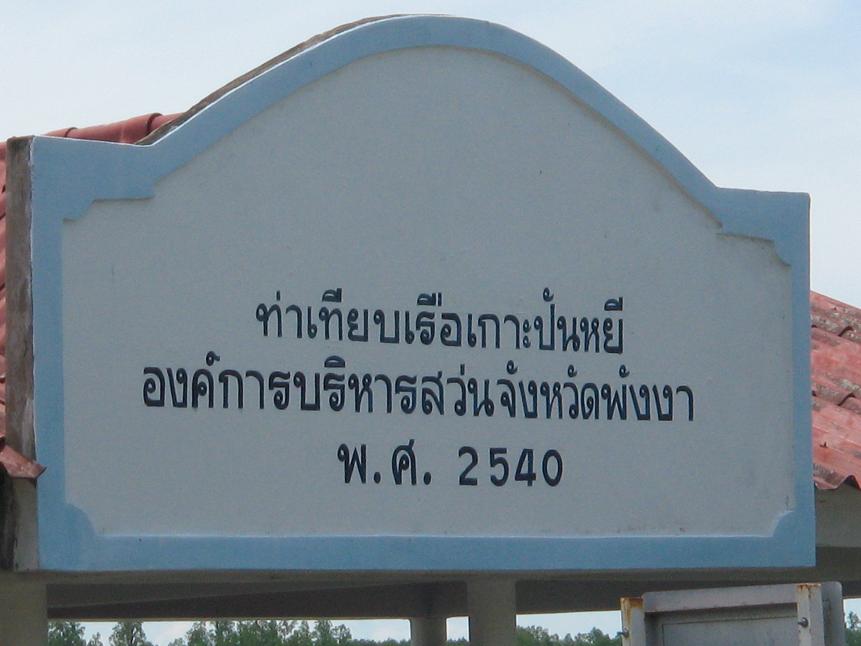 ท่าเทียบเรือเกาะปันหยี
องค์การบริหารส่วนจังหวัดพังงา
พ.ศ. 2540